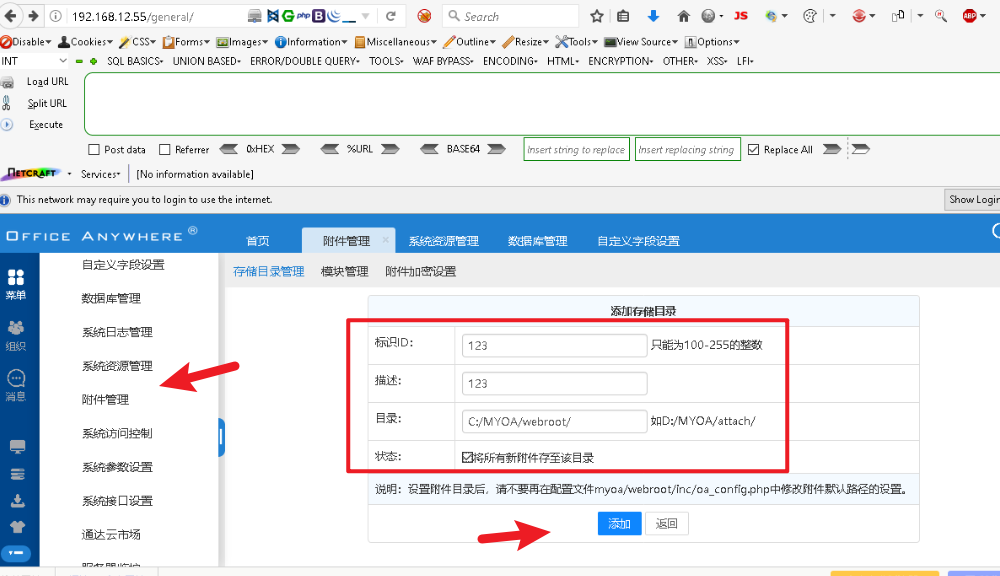 192.168.12.55/general/
php
Search
JS
ABP
Disable
Cookies
CSS
Forms
Images
Information
Miscellaneous
Outline
Resize
Tools
View Source
Options
INT
SQL BASICS
UNION BASED
ERROR/DOUBLE QUERY
TOOLS
WAF BYPASS
ENCODING
HTML
ENCRYPTION
OTHER
XSS
LFI
Load URL
Split URL
Execute
Post data
Referrer
0xHEX
%URL
BASE64
Insert string to replace
Insert replacing string
Replace All
NETCRAFT
Services
[No information available]
This network may require you to login to use the internet.
Show Login
OFFICE ANYWHERE ®
首页
附件管理 ×
系统资源管理
数据库管理
自定义字段设置
菜单
组织
消息
自定义字段设置
数据库管理
系统日志管理
系统资源管理
附件管理
系统访问控制
系统参数设置
系统接口设置
通达云市场
存储目录管理
模块管理
附件加密设置
添加存储目录
标识ID: 123 只能为100-255的整数
描述: 123
目录: C:/MYOA/webroot/ 如D:/MYOA/attach/
状态: 将所有新附件存至该目录
说明：设置附件目录后，请不要再在配置文件myoa/webroot/inc/oa_config.php中修改附件默认路径的设置。
添加
返回